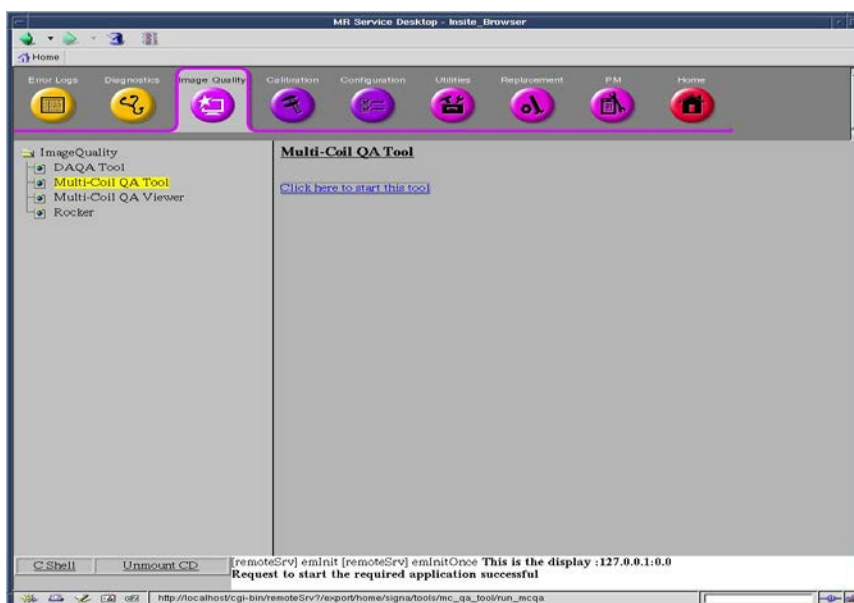 MR Service Desktop - Insite_Browser
Home
Error Logs Diagnostics Image Quality Calibration Configuration Utilities Replacement PM Home
ImageQuality
DAQA Tool
Multi-Coil QA Tool
Multi-Coil QA Viewer
Rocker
Multi-Coil QA Tool
Click here to start this tool
C Shell Unmount CD
[remoteSrv] emInit [remoteSrv] emInitOnce This is the display :127.0.0.1:0.0
Request to start the required application successful
http://localhost/cgi-bin/remoteSrv?/export/home/signa/tools/mc_qa_tool/run_mcqa